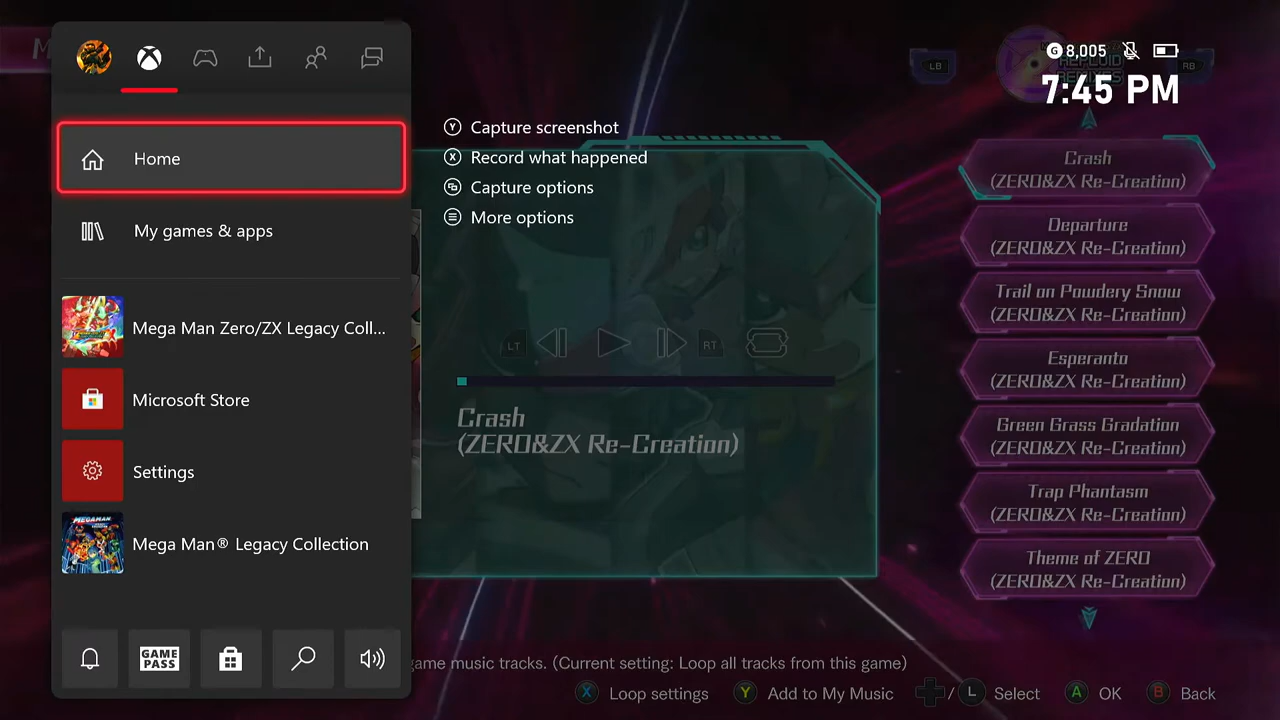 G 8,005
7:45 PM
Home
My games & apps
Mega Man Zero/ZX Legacy Coll...
Microsoft Store
Settings
MEGAMAN
Mega Man® Legacy Collection
GAME
PASS
Y Capture screenshot
X Record what happened
Capture options
More options
M
LB
REPLOID
REMIXES
RB
LT
RT
Crash
(ZERO&ZX Re-Creation)
Crash
(ZERO&ZX Re-Creation)
Departure
(ZERO&ZX Re-Creation)
Trail on Powdery Snow
(ZERO&ZX Re-Creation)
Esperanto
(ZERO&ZX Re-Creation)
Green Grass Gradation
(ZERO&ZX Re-Creation)
Trap Phantasm
(ZERO&ZX Re-Creation)
Theme of ZERO
(ZERO&ZX Re-Creation)
game music tracks. (Current setting: Loop all tracks from this game)
X Loop settings Y Add to My Music / L Select A OK B Back